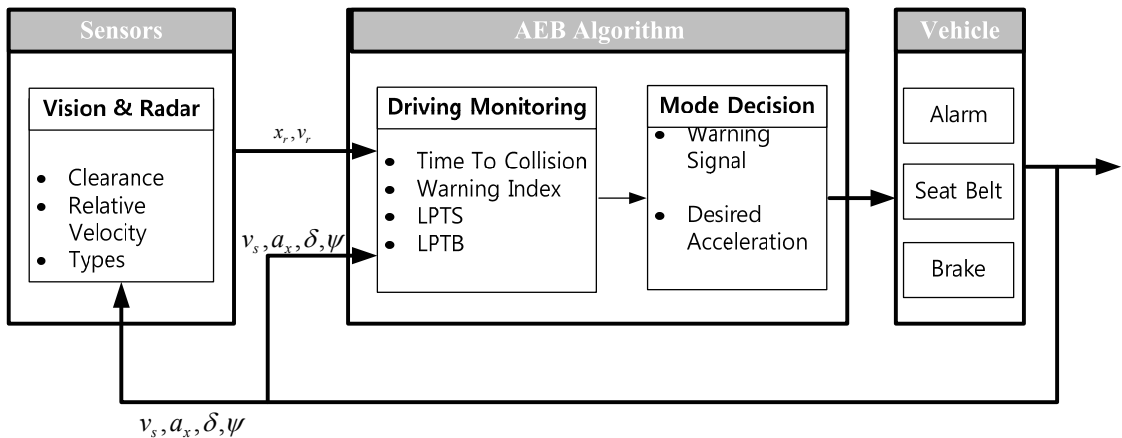 Sensors
AEB Algorithm
Vehicle
Vision & Radar
• Clearance
• Relative
Velocity
• Types
x_r, v_r
v_s, a_x, δ, ψ
Driving Monitoring
• Time To Collision
• Warning Index
• LPTS
• LPTB
Mode Decision
• Warning
Signal
• Desired
Acceleration
Alarm
Seat Belt
Brake
v_s, a_x, δ, ψ